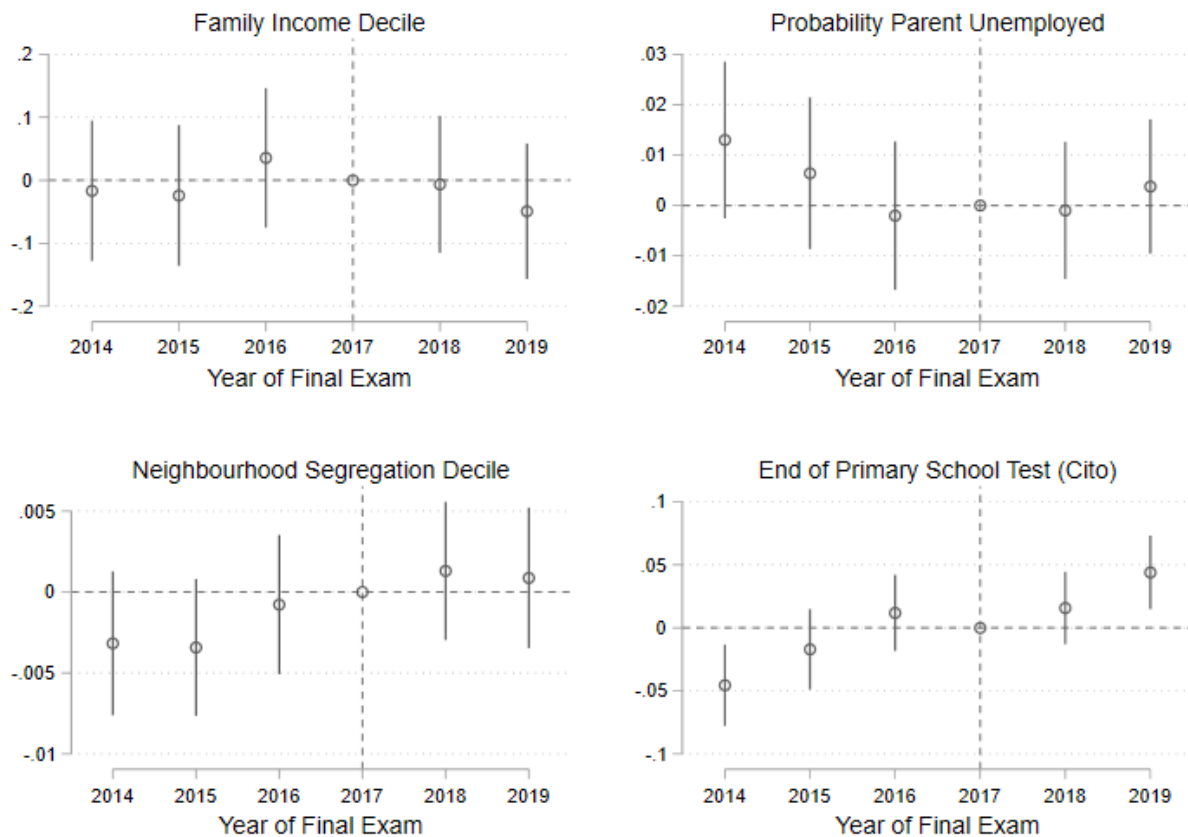 Family Income Decile
.2
.1
0
-.1
-.2
2014 2015 2016 2017 2018 2019
Year of Final Exam
Probability Parent Unemployed
.03
.02
.01
0
-.01
-.02
2014 2015 2016 2017 2018 2019
Year of Final Exam
Neighbourhood Segregation Decile
.005
0
-.005
-.01
2014 2015 2016 2017 2018 2019
Year of Final Exam
End of Primary School Test (Cito)
.1
.05
0
-.05
-.1
2014 2015 2016 2017 2018 2019
Year of Final Exam